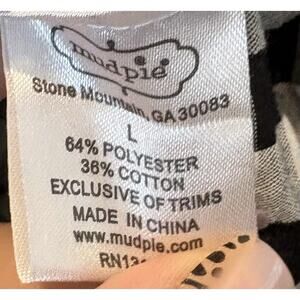 mudpie
Stone Mountain, GA 30083
L
64% POLYESTER
36% COTTON
EXCLUSIVE OF TRIMS
MADE IN CHINA
www.mudpie.com